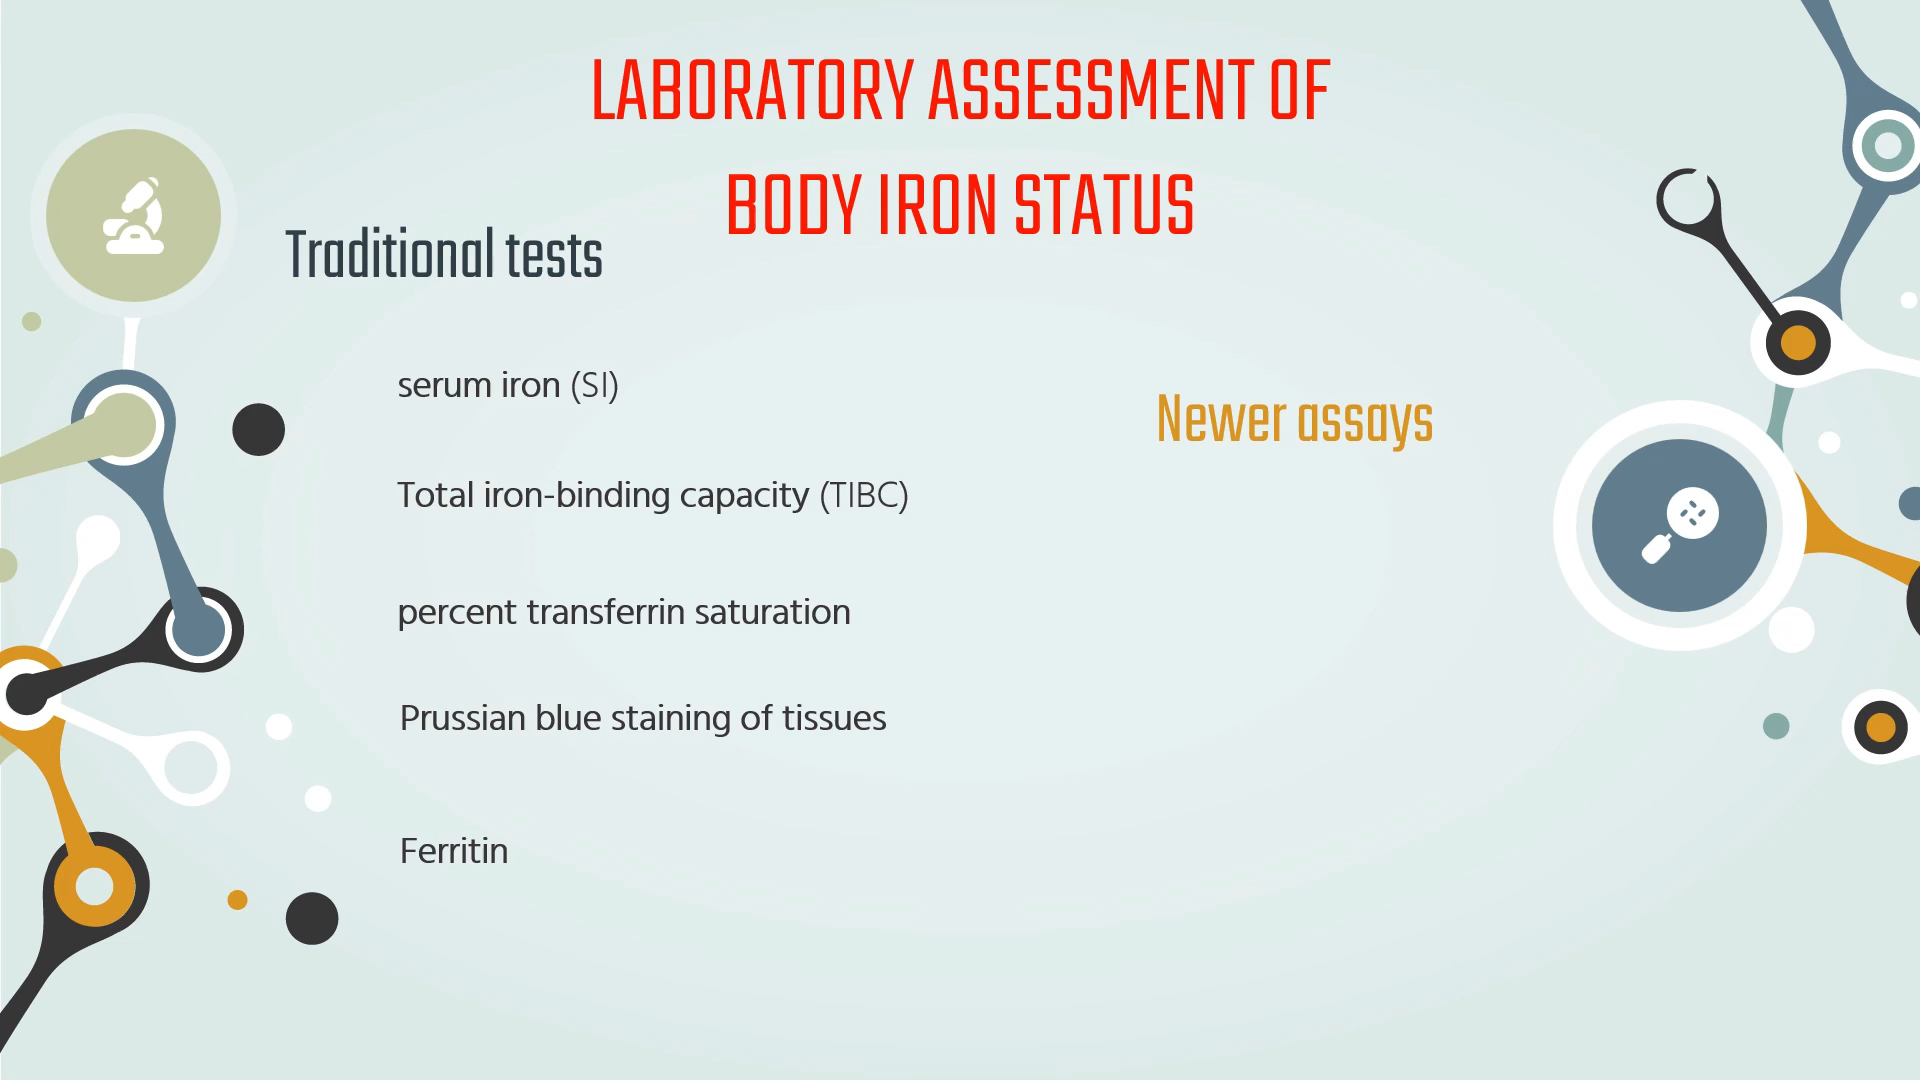 LABORATORY ASSESSMENT OF
BODY IRON STATUS
Traditional tests
serum iron (SI)
Total iron-binding capacity (TIBC)
percent transferrin saturation
Prussian blue staining of tissues
Ferritin
Newer assays